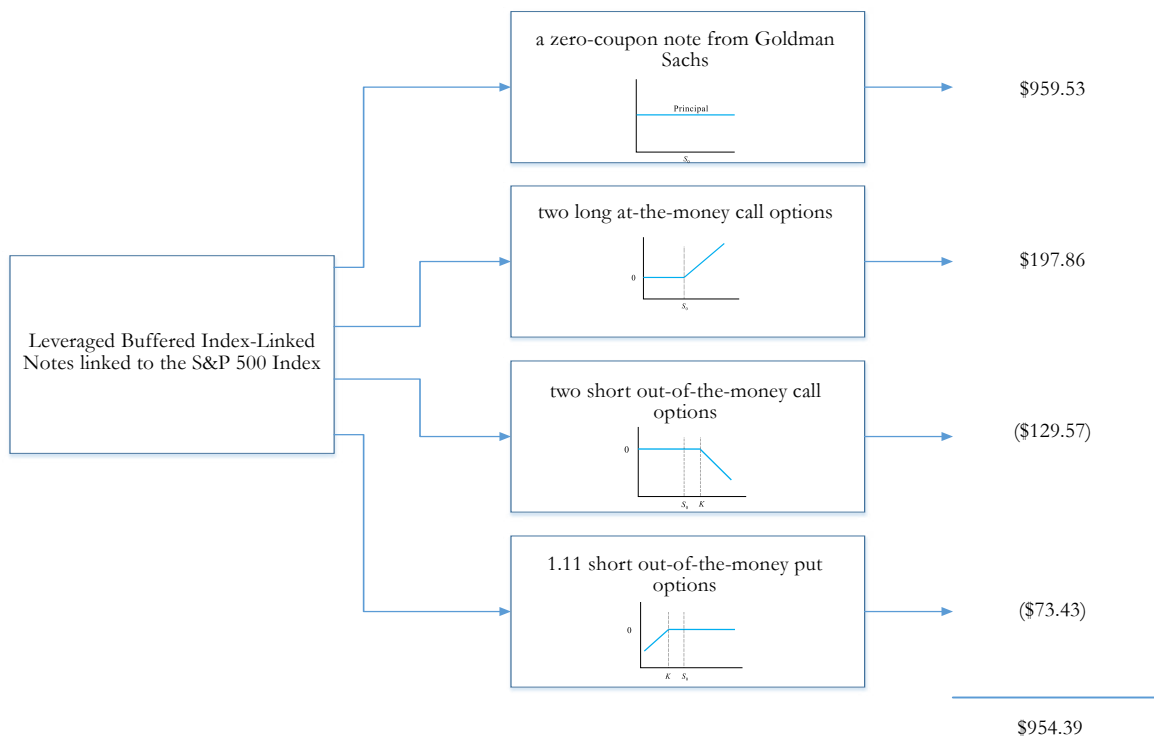 a zero-coupon note from Goldman
Sachs
Principal
S₀
$959.53
two long at-the-money call options
0
S₀
$197.86
Leveraged Buffered Index-Linked
Notes linked to the S&P 500 Index
two short out-of-the-money call
options
0
S₀ K
($129.57)
1.11 short out-of-the-money put
options
0
K S₀
($73.43)
$954.39